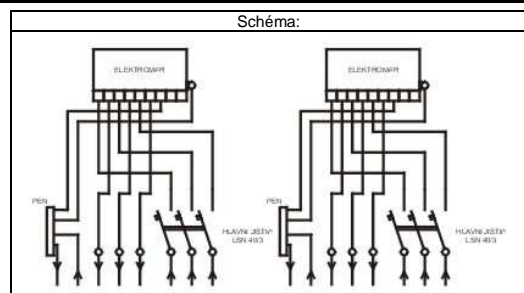 Schéma:
ELEKTROMĚR
ELEKTROMĚR
PEN
HLAVNÍ JISTIČ
LSN 40/3
PEN
HLAVNÍ JISTIČ
LSN 40/3